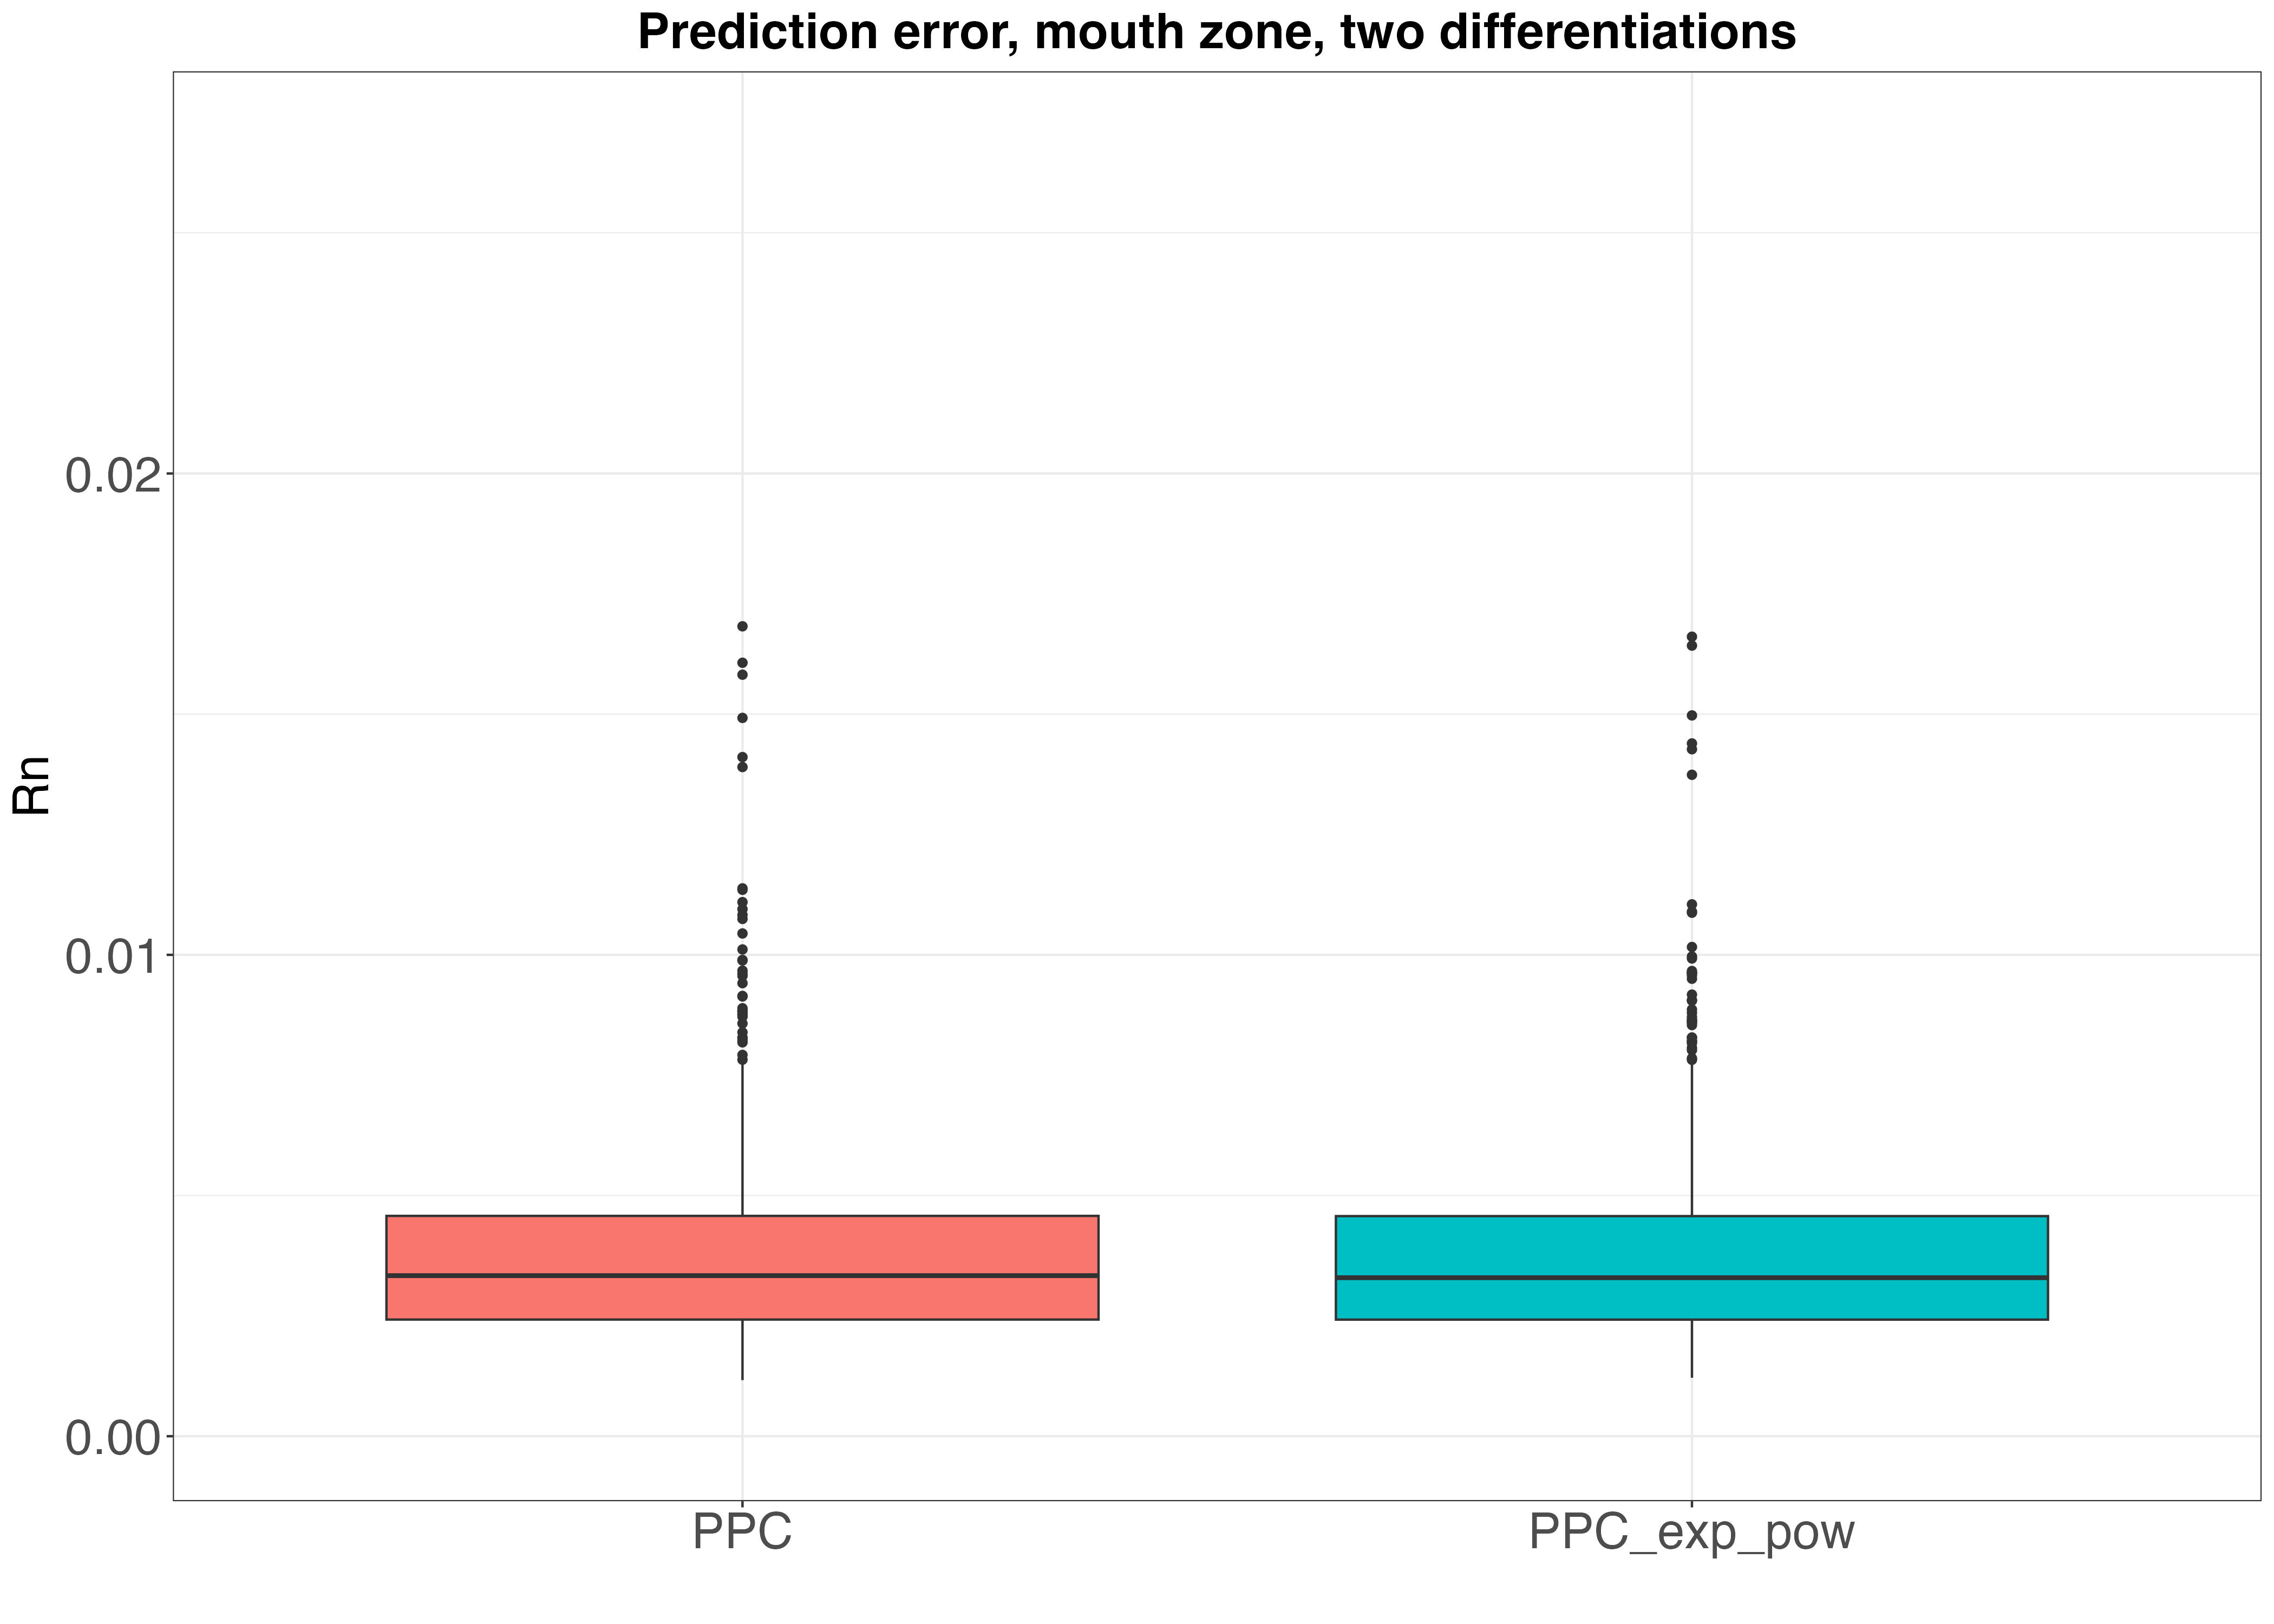 Prediction error, mouth zone, two differentiations
Rn
0.02
0.01
0.00
PPC
PPC_exp_pow